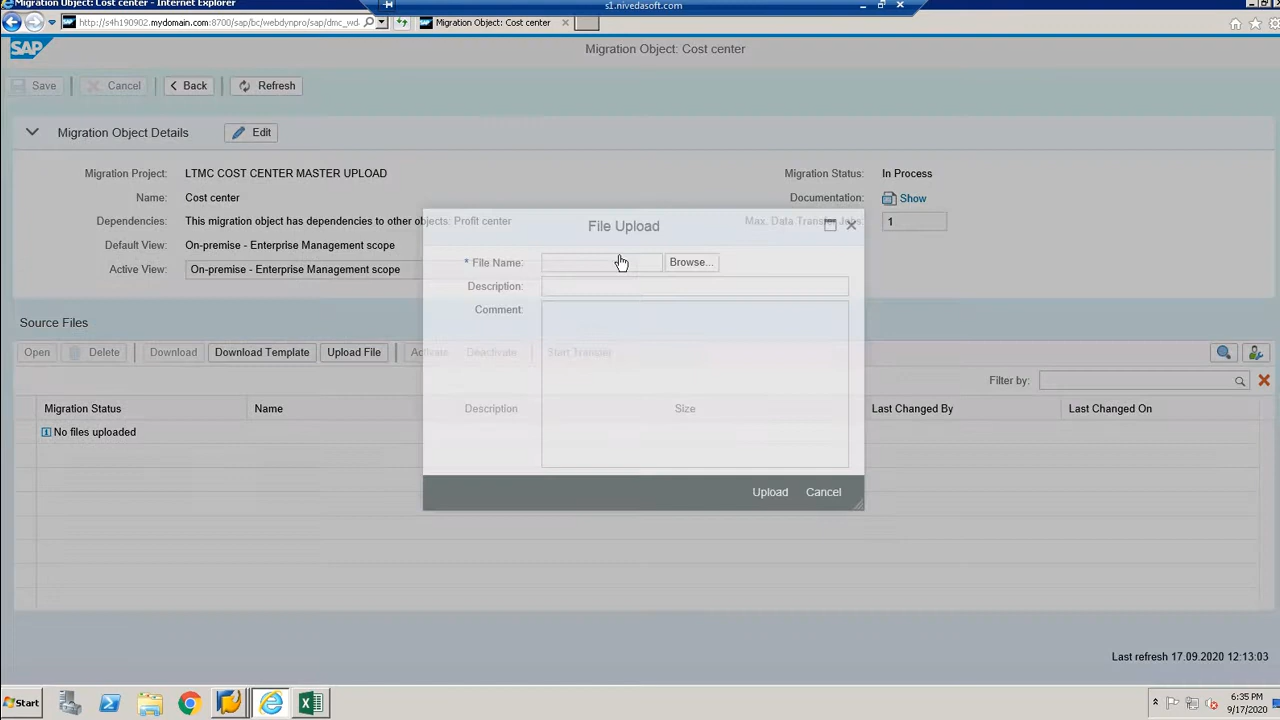 Migration Object: Cost center - Internet Explorer
s1.nivedasoft.com
http://s4h190902.mydomain.com:8700/sap/bc/webdynpro/sap/dmc_wd
Migration Object: Cost center
SAP
Migration Object: Cost center
Save
Cancel
Back
Refresh
Migration Object Details
Edit
Migration Project: LTMC COST CENTER MASTER UPLOAD
Migration Status: In Process
Name: Cost center
Documentation: Show
Dependencies: This migration object has dependencies to other objects: Profit center
Max. Data Transfer Jobs: 1
Default View: On-premise - Enterprise Management scope
Active View: On-premise - Enterprise Management scope
File Upload
* File Name:
Browse...
Description:
Comment:
Upload
Cancel
Source Files
Open
Delete
Download
Download Template
Upload File
Activate
Deactivate
Start Transfer
Filter by:
Migration Status
Name
Description
Size
Last Changed By
Last Changed On
No files uploaded
Last refresh 17.09.2020 12:13:03
Start
6:35 PM
9/17/2020